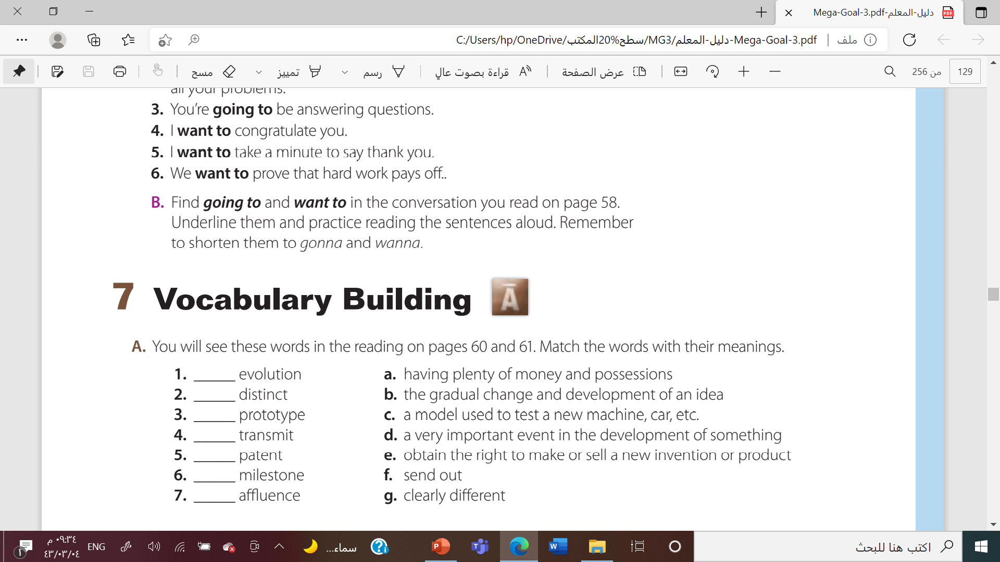 دليل-المعلم-Mega-Goal-3.pdf
C:/Users/hp/OneDrive/سطح%20المكتب/MG3/دليل-المعلم-Mega-Goal-3.pdf
ملف
مسح
تمييز
رسم
قراءة بصوت عالٍ
عرض الصفحة
من 256
129
all your problems.
3. You’re going to be answering questions.
4. I want to congratulate you.
5. I want to take a minute to say thank you.
6. We want to prove that hard work pays off..
B. Find going to and want to in the conversation you read on page 58.
Underline them and practice reading the sentences aloud. Remember
to shorten them to gonna and wanna.
7 Vocabulary Building
A. You will see these words in the reading on pages 60 and 61. Match the words with their meanings.
1. _____ evolution a. having plenty of money and possessions
2. _____ distinct b. the gradual change and development of an idea
3. _____ prototype c. a model used to test a new machine, car, etc.
4. _____ transmit d. a very important event in the development of something
5. _____ patent e. obtain the right to make or sell a new invention or product
6. _____ milestone f. send out
7. _____ affluence g. clearly different
٠٩:٣٤ م
٤٣/٠٣/٠٤
ENG
سماء...
اكتب هنا للبحث